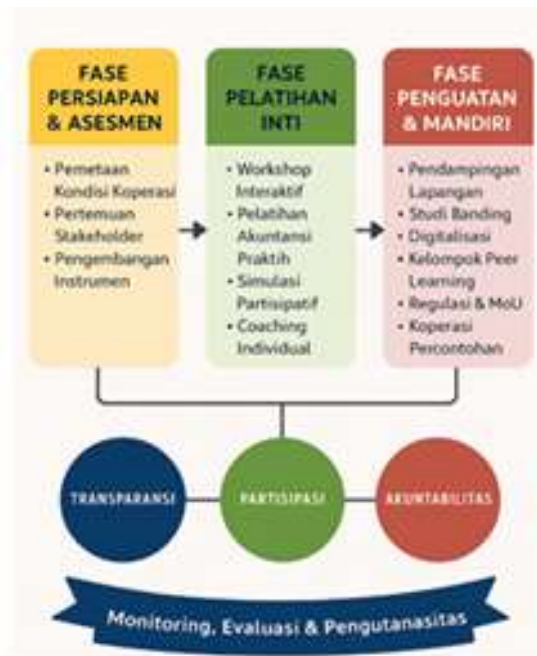 FASE
PERSIAPAN
& ASESMEN
• Pemetaan
Kondisi Koperasi
• Pertemuan
Stakeholder
• Pengembangan
Instrumen
FASE
PELATIHAN
INTI
• Workshop
Interaktif
• Pelatihan
Akuntansi
Praktih
• Simulasi
Partisipatif
• Coaching
Individual
FASE
PENGUATAN
& MANDIRI
• Pendampingan
Lapangan
• Studi Banding
• Digitalisasi
• Kelompok Peer
Learning
• Regulasi & MoU
• Koperasi
Percontohan
TRANSPARANSI
PARTISIPASI
AKUNTABILITAS
Monitoring, Evaluasi & Pengutanasitas